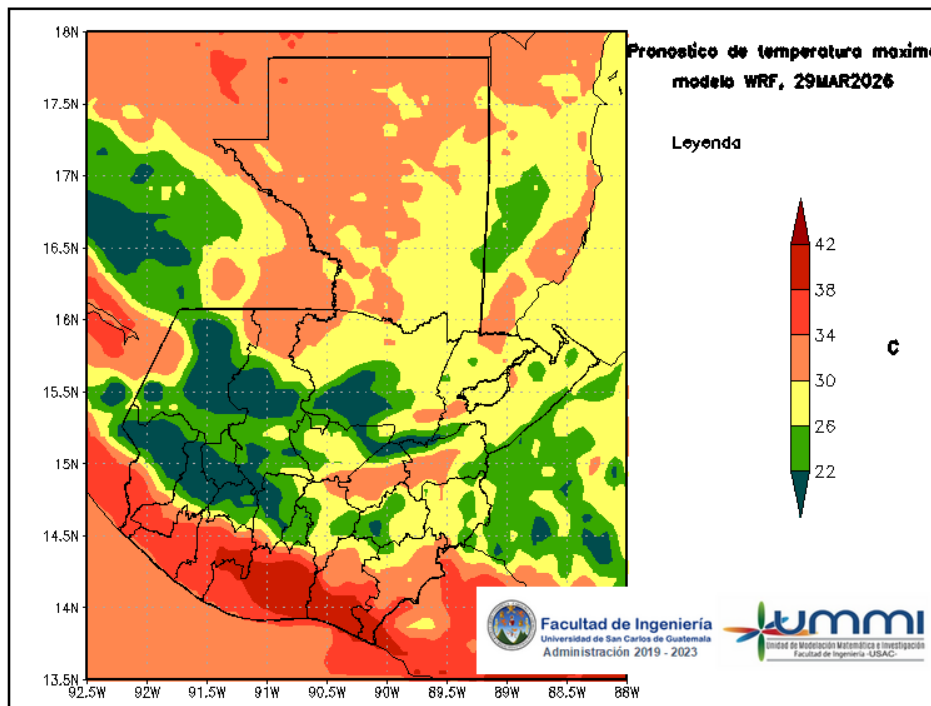 Pronostico de temperatura maxima
modelo WRF, 29MAR2026
Leyenda
42
38
34
30
26
22
C
18N
17.5N
17N
16.5N
16N
15.5N
15N
14.5N
14N
13.5N
92.5W
92W
91.5W
91W
90.5W
90W
89.5W
89W
88.5W
88W
Facultad de Ingeniería
Universidad de San Carlos de Guatemala
Administración 2019 - 2023
UMMI
Unidad de Modelación Matemática e Investigación
Facultad de Ingeniería -USAC-